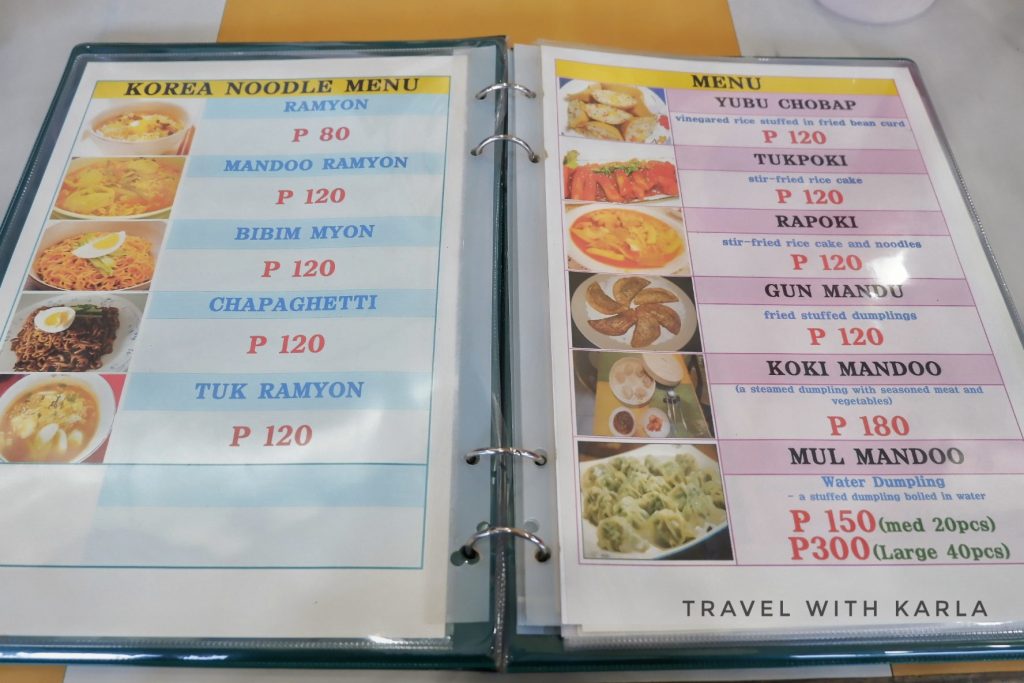 KOREA NOODLE MENU
RAMYON
P 80
MANDOO RAMYON
P 120
BIBIM MYON
P 120
CHAPAGHETTI
P 120
TUK RAMYON
P 120
MENU
YUBU CHOBAP
vinegared rice stuffed in fried bean curd
P 120
TUKPOKI
stir-fried rice cake
P 120
RAPOKI
stir-fried rice cake and noodles
P 120
GUN MANDU
fried stuffed dumplings
P 120
KOKI MANDOO
(a steamed dumpling with seasoned meat and
vegetables)
P 180
MUL MANDOO
Water Dumpling
- a stuffed dumpling boiled in water
P 150(med 20pcs)
P300(Large 40pcs)
TRAVEL WITH KARLA